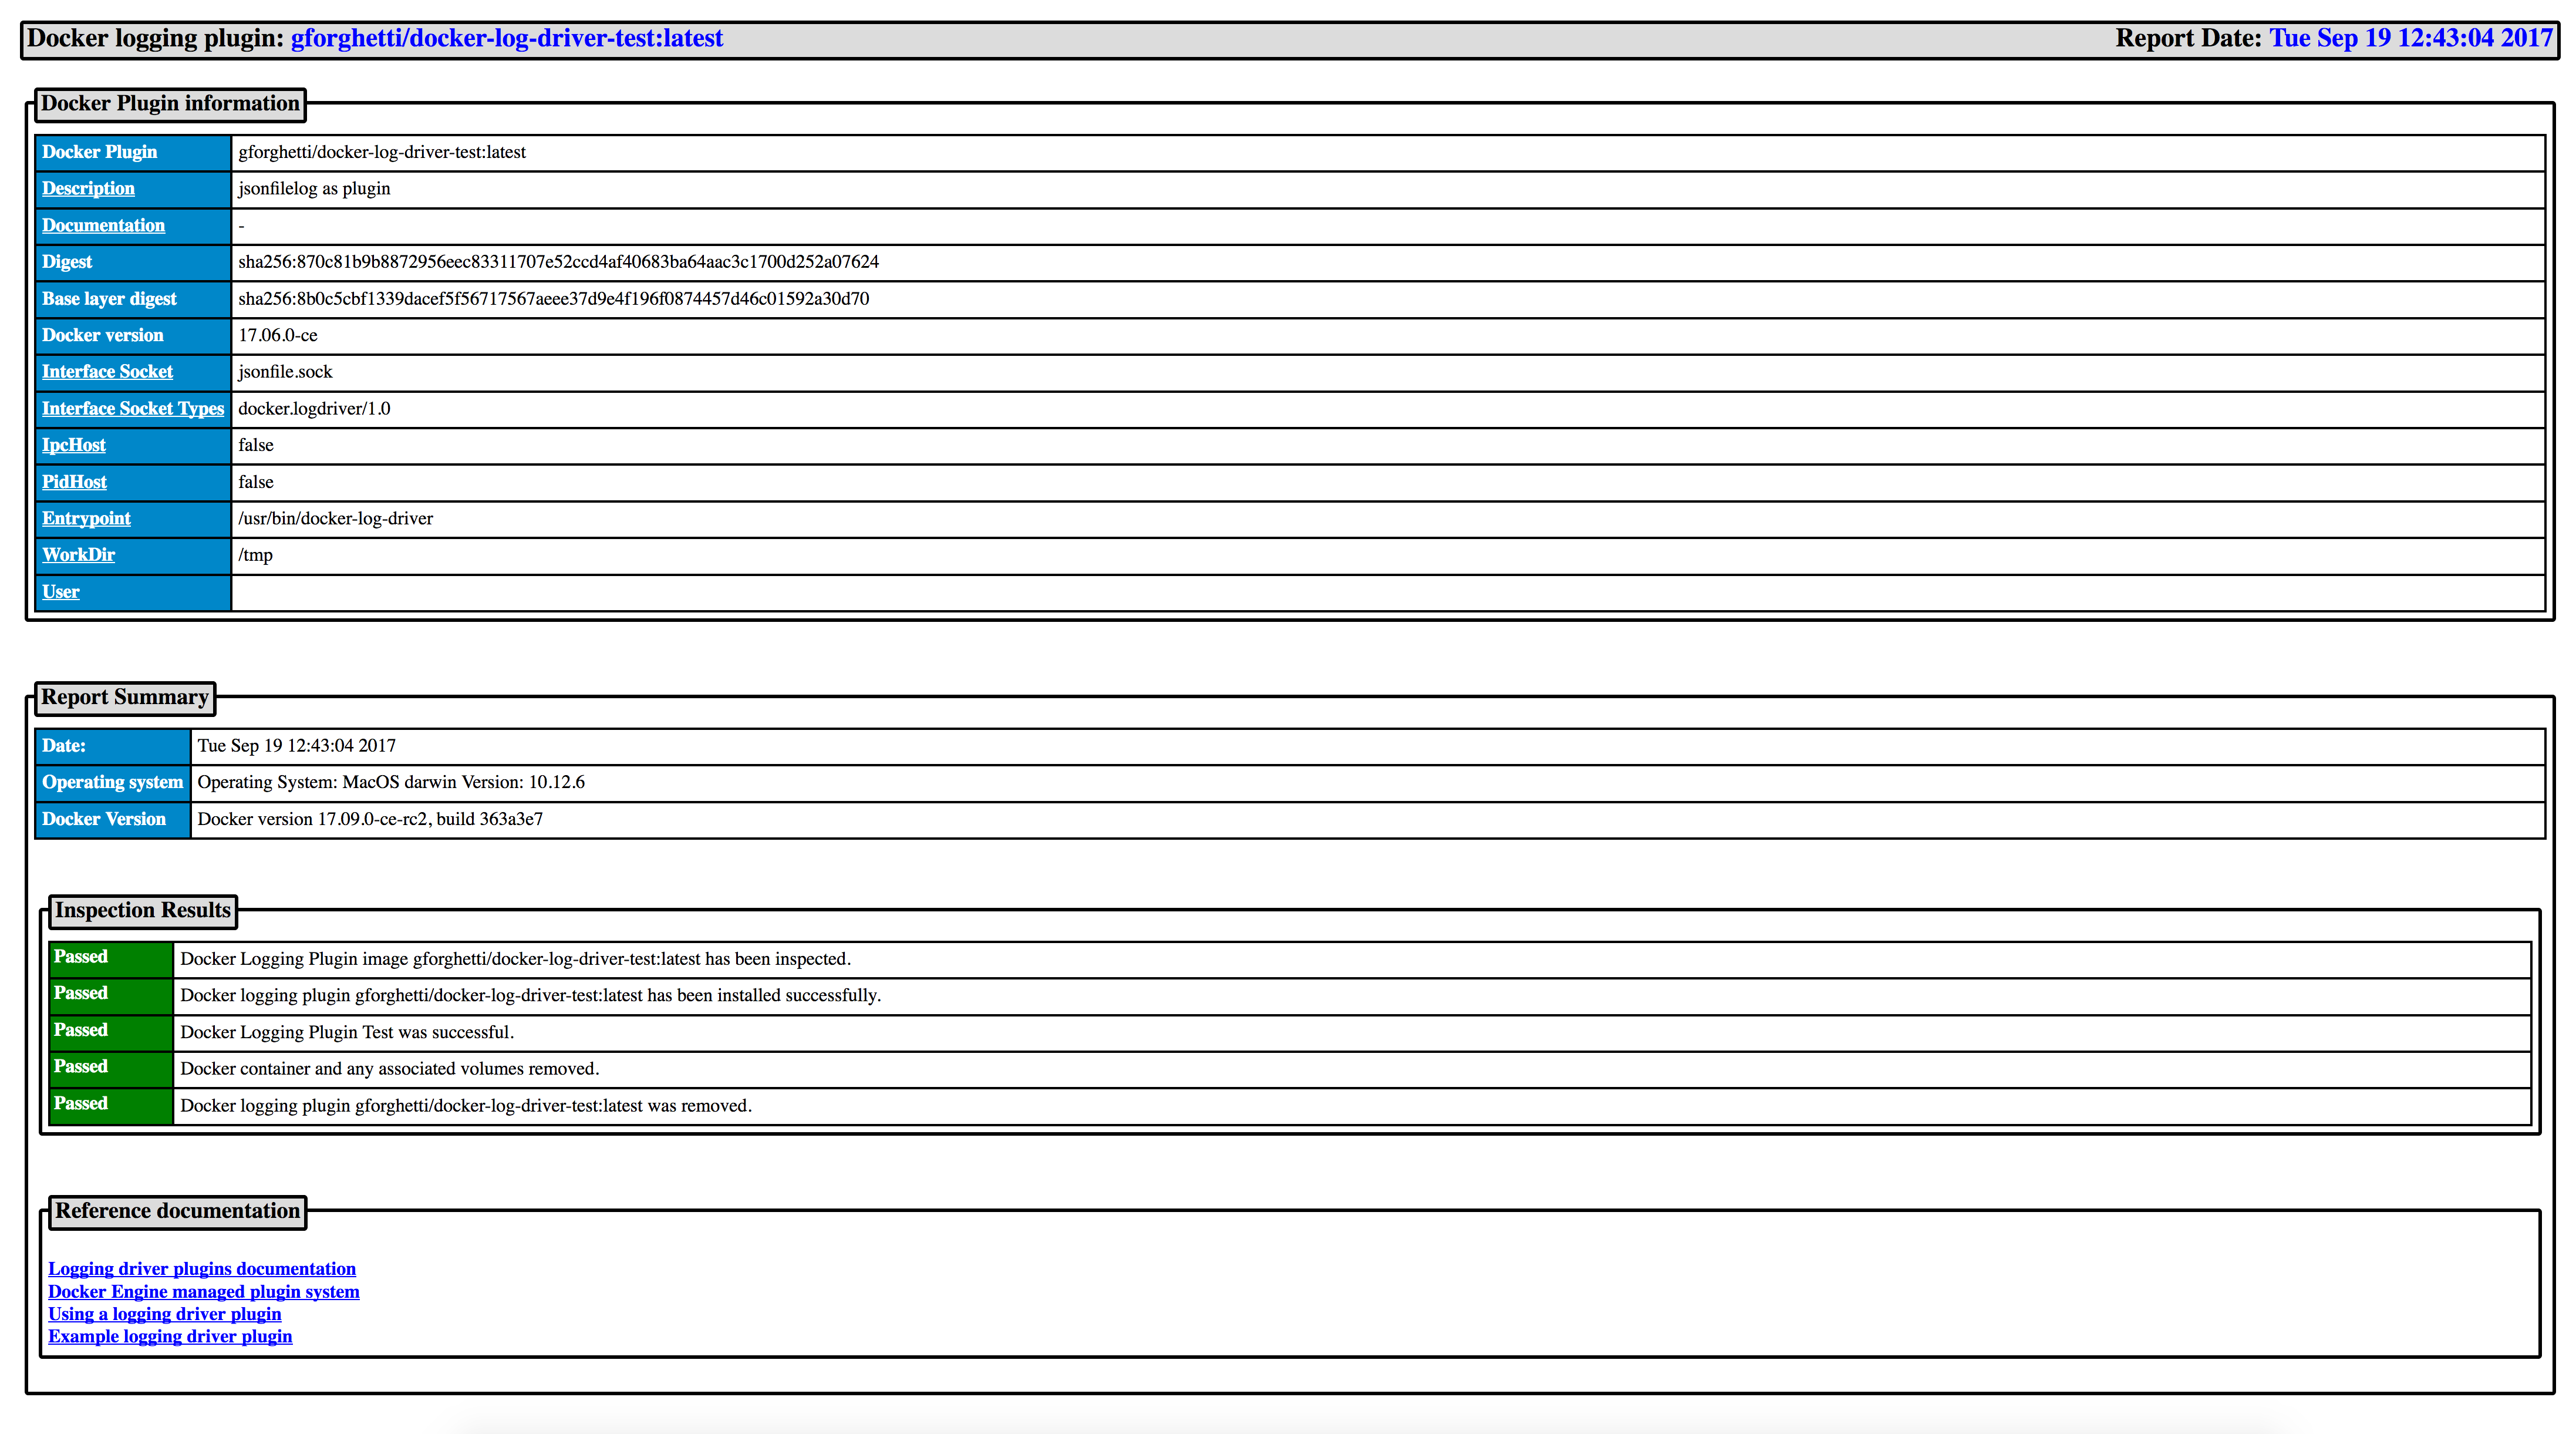 Docker logging plugin: gforghetti/docker-log-driver-test:latest Report Date: Tue Sep 19 12:43:04 2017
Docker Plugin information
Docker Plugin gforghetti/docker-log-driver-test:latest
Description jsonfilelog as plugin
Documentation -
Digest sha256:870c81b9b8872956eec83311707e52ccd4af40683ba64aac3c1700d252a07624
Base layer digest sha256:8b0c5cbf1339dacef5f56717567aeee37d9e4f196f0874457d46c01592a30d70
Docker version 17.06.0-ce
Interface Socket jsonfile.sock
Interface Socket Types docker.logdriver/1.0
IpcHost false
PidHost false
Entrypoint /usr/bin/docker-log-driver
WorkDir /tmp
User
Report Summary
Date: Tue Sep 19 12:43:04 2017
Operating system Operating System: MacOS darwin Version: 10.12.6
Docker Version Docker version 17.09.0-ce-rc2, build 363a3e7
Inspection Results
Passed Docker Logging Plugin image gforghetti/docker-log-driver-test:latest has been inspected.
Passed Docker logging plugin gforghetti/docker-log-driver-test:latest has been installed successfully.
Passed Docker Logging Plugin Test was successful.
Passed Docker container and any associated volumes removed.
Passed Docker logging plugin gforghetti/docker-log-driver-test:latest was removed.
Reference documentation
Logging driver plugins documentation
Docker Engine managed plugin system
Using a logging driver plugin
Example logging driver plugin